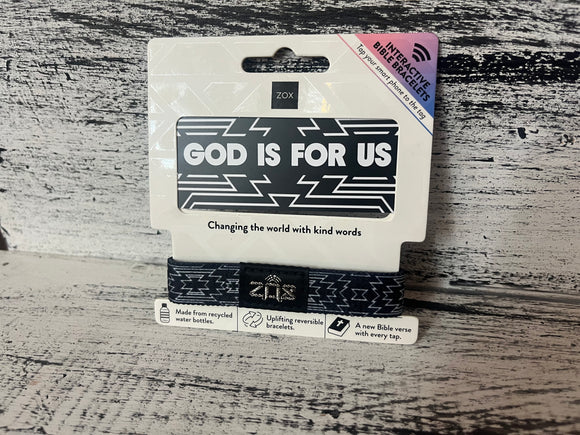 ZOX
INTERACTIVE
BIBLE BRACELETS
Tap your smart phone to the tag
GOD IS FOR US
Changing the world with kind words
ZOX
Made from recycled
water bottles.
Uplifting reversible
bracelets.
A new Bible verse
with every tap.